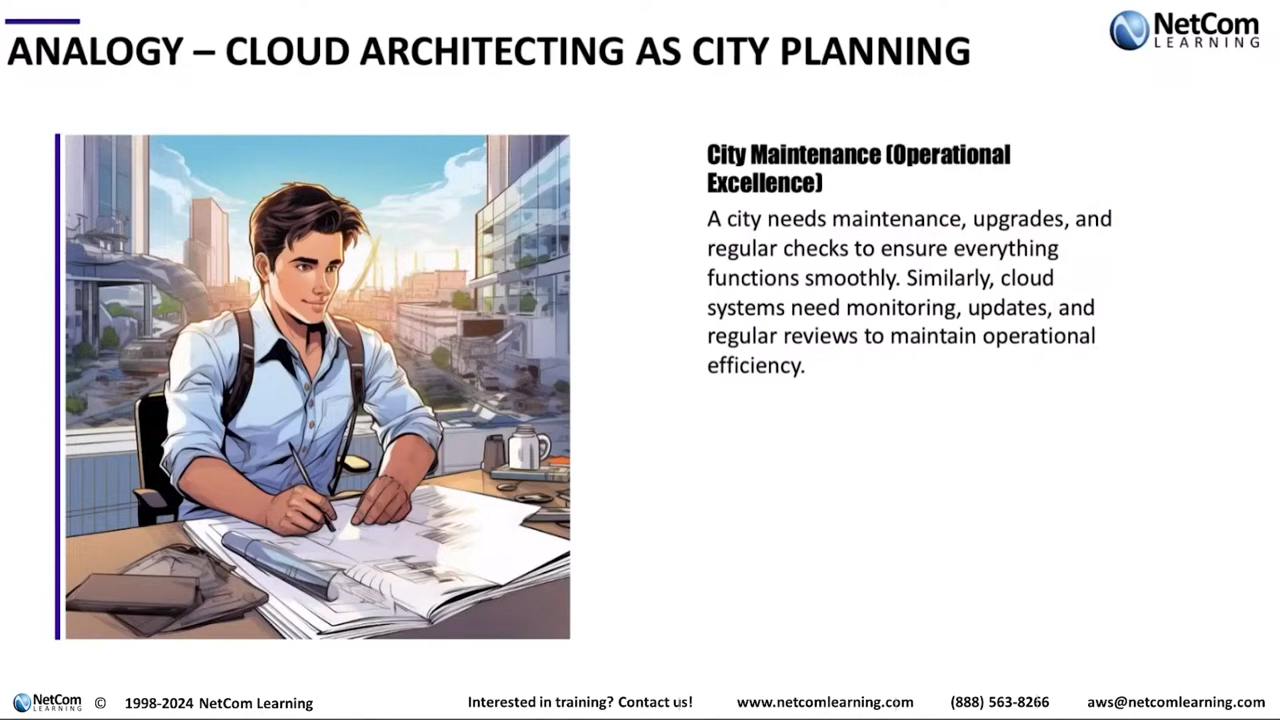 ANALOGY – CLOUD ARCHITECTING AS CITY PLANNING
NetCom
LEARNING
City Maintenance (Operational
Excellence)
A city needs maintenance, upgrades, and
regular checks to ensure everything
functions smoothly. Similarly, cloud
systems need monitoring, updates, and
regular reviews to maintain operational
efficiency.
NetCom
LEARNING
© 1998-2024 NetCom Learning Interested in training? Contact us! www.netcomlearning.com (888) 563-8266 aws@netcomlearning.com